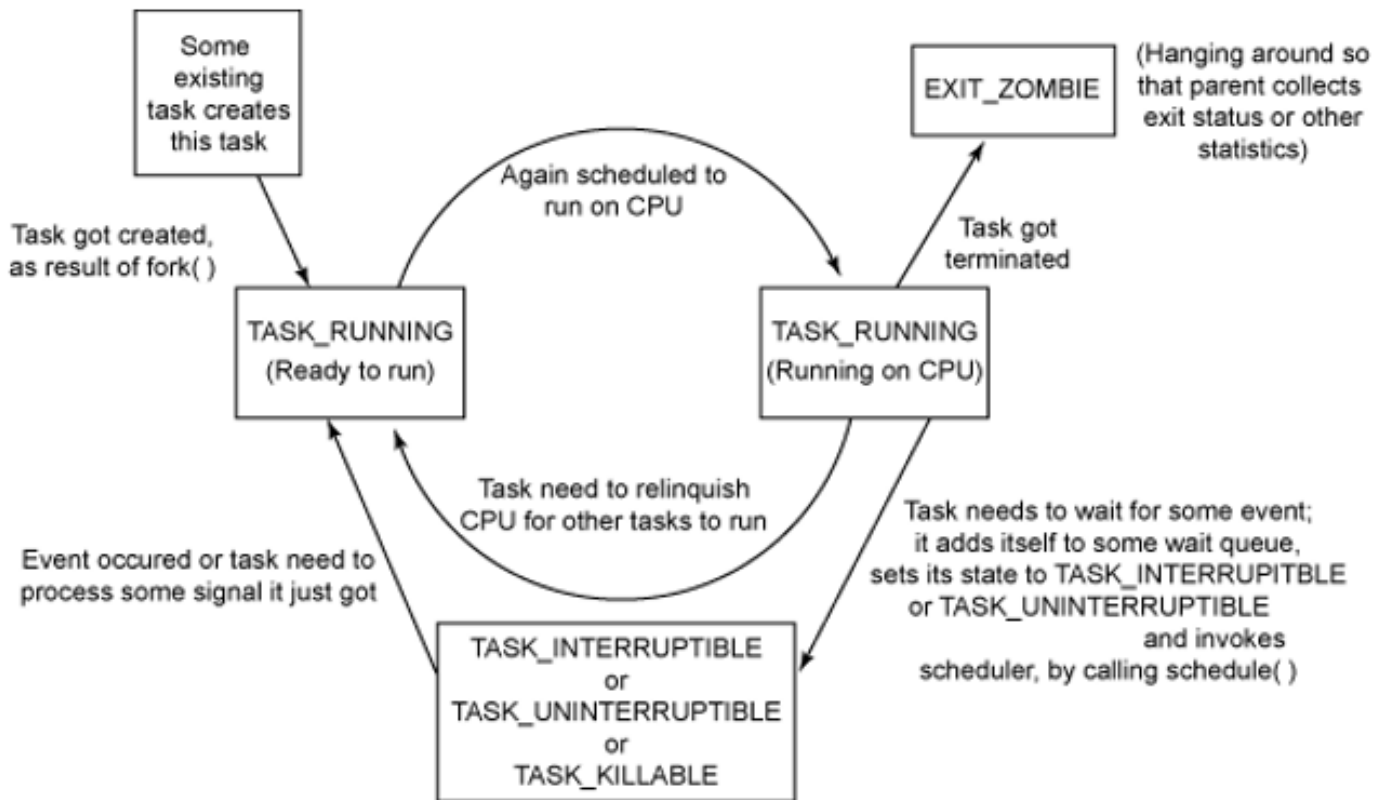 Some
existing
task creates
this task
EXIT_ZOMBIE
(Hanging around so
that parent collects
exit status or other
statistics)
Again scheduled to
run on CPU
Task got created,
as result of fork( )
Task got
terminated
TASK_RUNNING
(Ready to run)
TASK_RUNNING
(Running on CPU)
Task need to relinquish
CPU for other tasks to run
Event occured or task need to
process some signal it just got
Task needs to wait for some event;
it adds itself to some wait queue,
sets its state to TASK_INTERRUPITBLE
or TASK_UNINTERRUPTIBLE
and invokes
scheduler, by calling schedule( )
TASK_INTERRUPTIBLE
or
TASK_UNINTERRUPTIBLE
or
TASK_KILLABLE